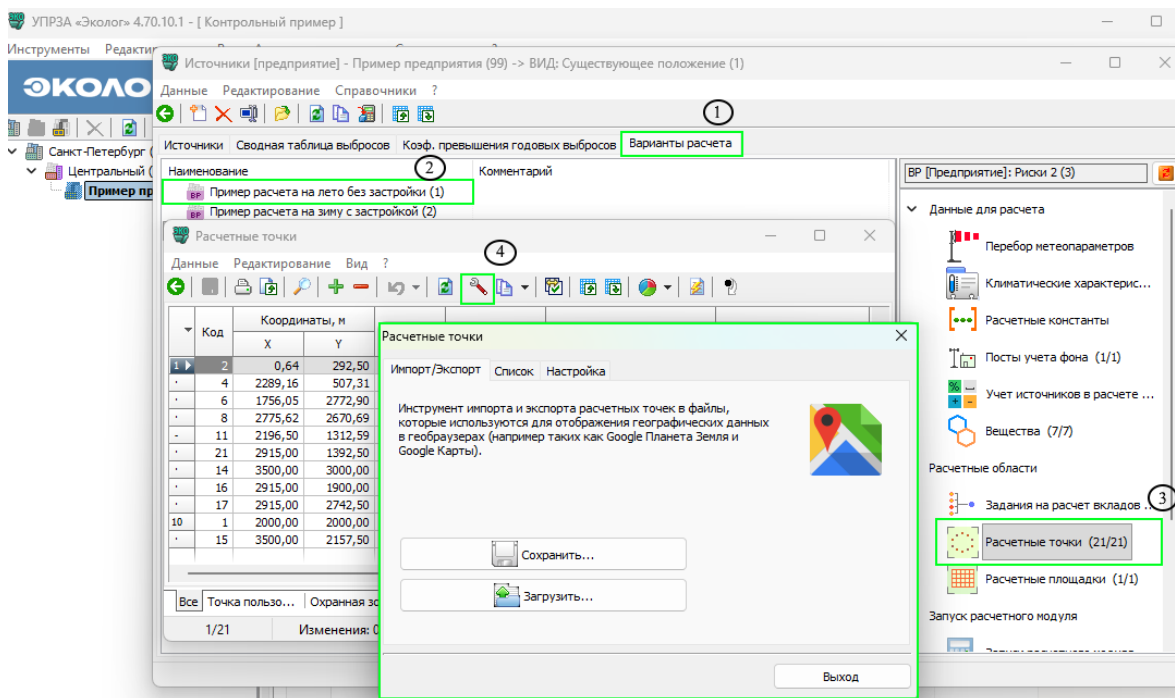 УПРЗА «Эколог» 4.70.10.1 - [ Контрольный пример ]
Инструменты
ЭКОЛО
Санкт-Петербург (
Центральный (
Пример пр
Источники [предприятие] - Пример предприятия (99) -> ВИД: Существующее положение (1)
Данные Редактирование Справочники ?
1
Источники Сводная таблица выбросов Коэф. превышения годовых выбросов Варианты расчета
2
Наименование Комментарий
ВР Пример расчета на лето без застройки (1)
ВР Пример расчета на зиму с застройкой (2)
Расчетные точки
4
Данные Редактирование Вид ?
Код Координаты, м
X Y
1 2 0,64 292,50
4 2289,16 507,31
6 1756,05 2772,90
8 2775,62 2670,69
11 2196,50 1312,59
21 2915,00 1392,50
14 3500,00 3000,00
16 2915,00 1900,00
17 2915,00 2742,50
10 1 2000,00 2000,00
15 3500,00 2157,50
Все Точка пользо... Охранная зо
1/21 Изменения: 0
Расчетные точки
Импорт/Экспорт Список Настройка
Инструмент импорта и экспорта расчетных точек в файлы,
которые используются для отображения географических данных
в геобраузерах (например таких как Google Планета Земля и
Google Карты).
Сохранить...
Загрузить...
Выход
ВР [Предприятие]: Риски 2 (3)
Данные для расчета
Перебор метеопараметров
Климатические характерис...
Расчетные константы
Посты учета фона (1/1)
Учет источников в расчете ...
Вещества (7/7)
Расчетные области
3
Задания на расчет вкладов ...
Расчетные точки (21/21)
Расчетные площадки (1/1)
Запуск расчетного модуля